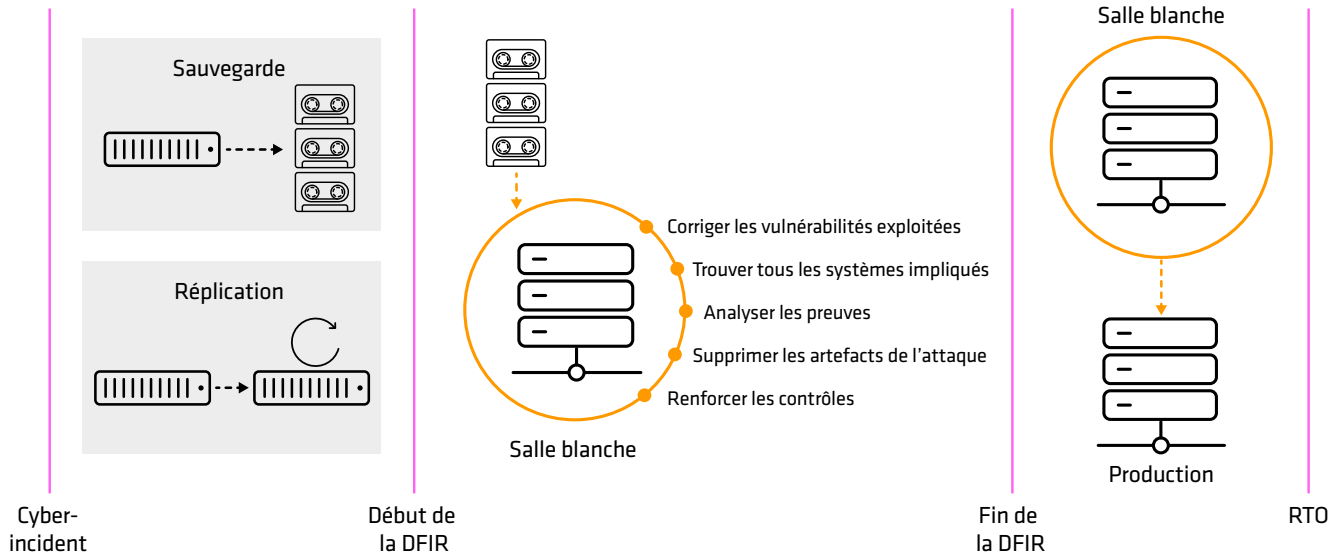 Sauvegarde
Réplication
Corriger les vulnérabilités exploitées
Trouver tous les systèmes impliqués
Analyser les preuves
Supprimer les artefacts de l’attaque
Renforcer les contrôles
Salle blanche
Salle blanche
Production
Cyber-
incident
Début de
la DFIR
Fin de
la DFIR
RTO